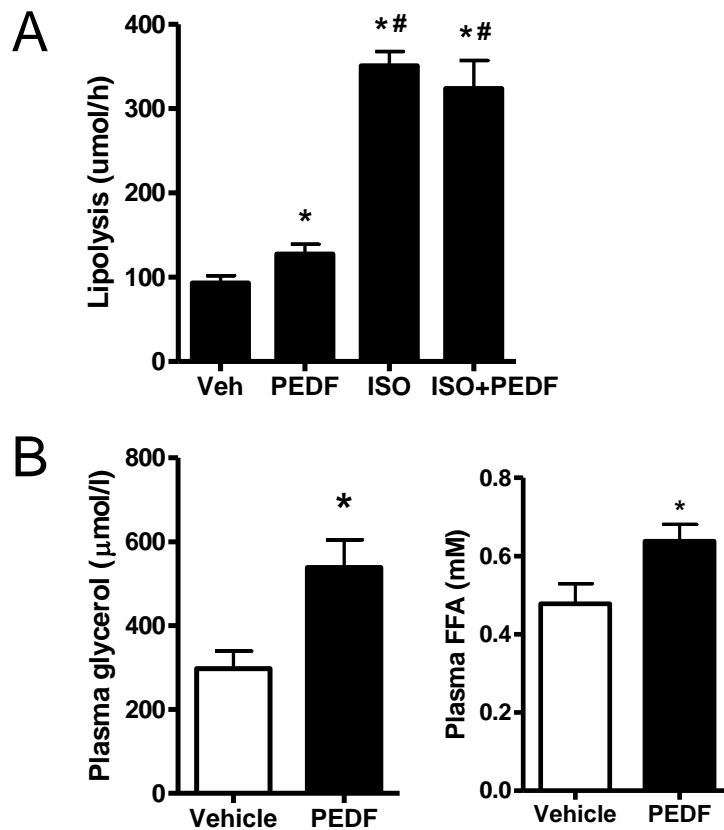 A
Lipolysis (umol/h)
400
300
200
100
0
*
*#
*#
Veh PEDF ISO ISO+PEDF
B
Plasma glycerol (μmol/l)
800
600
400
200
0
*
Vehicle PEDF
Plasma FFA (mM)
0.8
0.6
0.4
0.2
0.0
*
Vehicle PEDF